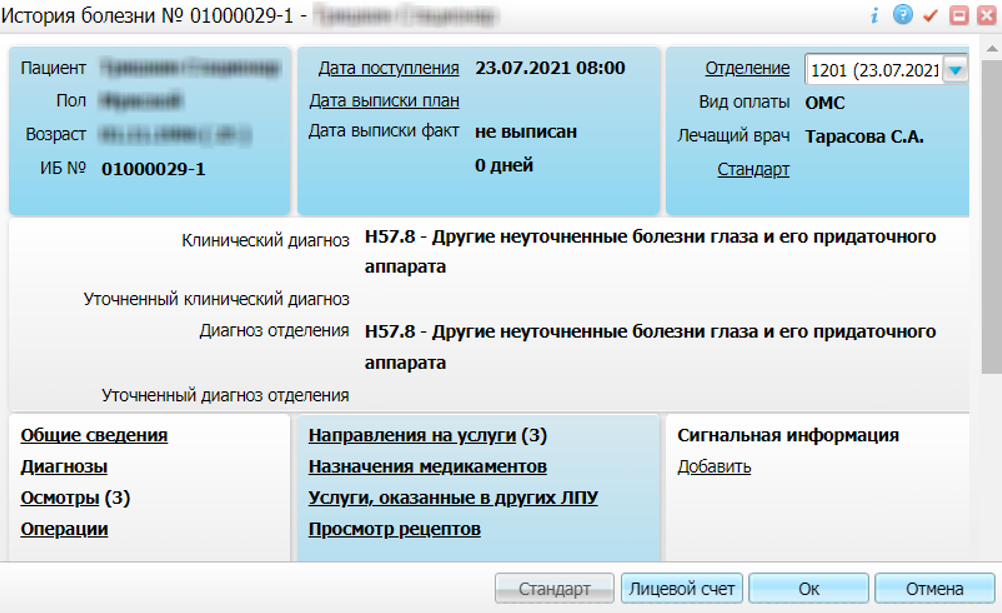 История болезни № 01000029-1 -
Пациент
Пол
Возраст
ИБ № 01000029-1
Дата поступления 23.07.2021 08:00
Дата выписки план
Дата выписки факт не выписан
0 дней
Отделение 1201 (23.07.2021
Вид оплаты ОМС
Лечащий врач Тарасова С.А.
Стандарт
Клинический диагноз H57.8 - Другие неуточненные болезни глаза и его придаточного
аппарата
Уточненный клинический диагноз
Диагноз отделения H57.8 - Другие неуточненные болезни глаза и его придаточного
аппарата
Уточненный диагноз отделения
Общие сведения
Диагнозы
Осмотры (3)
Операции
Направления на услуги (3)
Назначения медикаментов
Услуги, оказанные в других ЛПУ
Просмотр рецептов
Сигнальная информация
Добавить
Стандарт Лицевой счет Ок Отмена